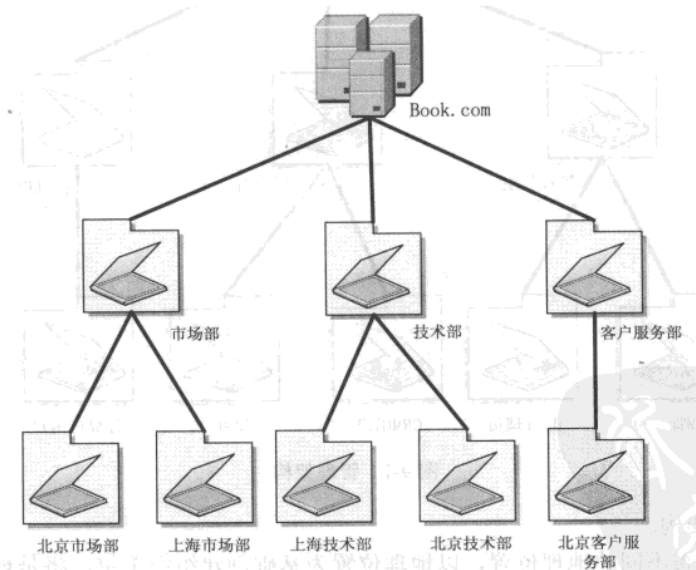 Book.com
市场部
技术部
客户服务部
北京市场部
上海市场部
上海技术部
北京技术部
北京客户服
务部